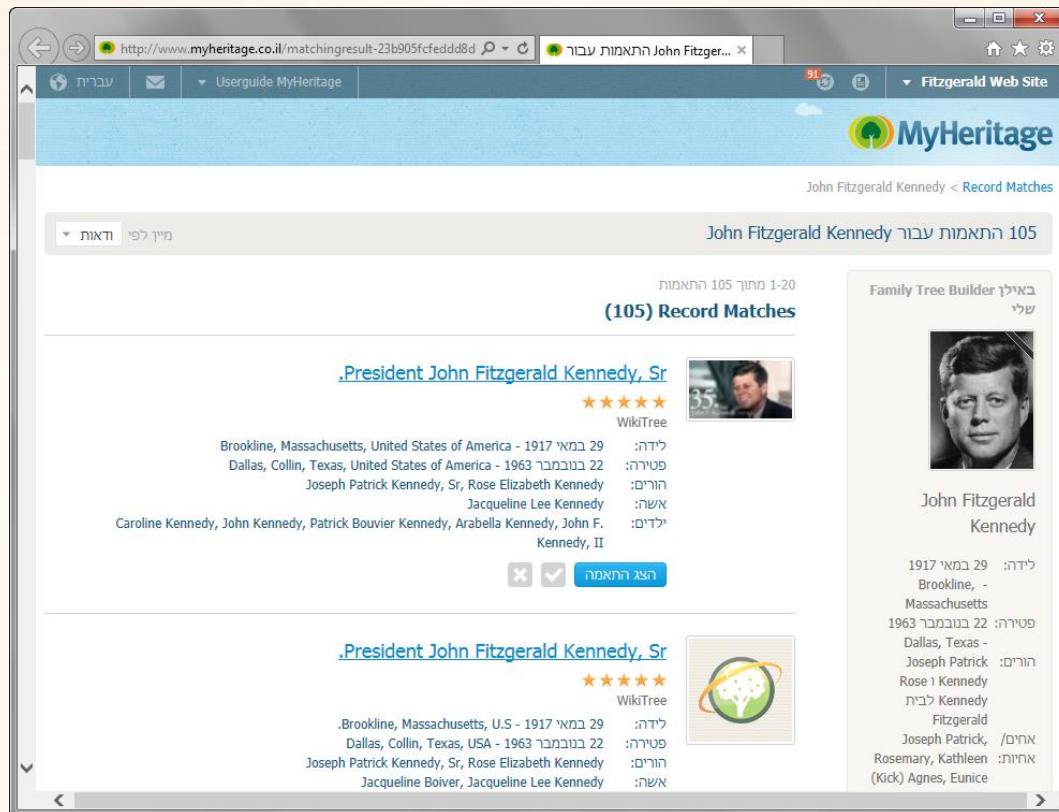 http://www.myheritage.co.il/matchingresult-23b905fcfeddd8d
התאמות עבור John Fitzger...
Fitzgerald Web Site
91
Userguide MyHeritage
עברית
MyHeritage
John Fitzgerald Kennedy < Record Matches
105 התאמות עבור John Fitzgerald Kennedy
מיין לפי ודאות
באילן Family Tree Builder
שלי
John Fitzgerald
Kennedy
לידה: 29 במאי 1917
- Brookline,
Massachusetts
פטירה: 22 בנובמבר 1963
- Dallas, Texas
הורים: Joseph Patrick
Kennedy ו Rose
Kennedy לבית
Fitzgerald
אחים/ Joseph Patrick,
אחיות: Rosemary, Kathleen
(Kick) Agnes, Eunice
1-20 מתוך 105 התאמות
Record Matches (105)
President John Fitzgerald Kennedy, Sr.
35.
WikiTree
לידה: 29 במאי 1917 - Brookline, Massachusetts, United States of America
פטירה: 22 בנובמבר 1963 - Dallas, Collin, Texas, United States of America
הורים: Joseph Patrick Kennedy, Sr, Rose Elizabeth Kennedy
אשה: Jacqueline Lee Kennedy
ילדים: Caroline Kennedy, John Kennedy, Patrick Bouvier Kennedy, Arabella Kennedy, John F.
Kennedy, II
הצג התאמה
President John Fitzgerald Kennedy, Sr.
WikiTree
לידה: 29 במאי 1917 - Brookline, Massachusetts, U.S.
פטירה: 22 בנובמבר 1963 - Dallas, Collin, Texas, USA
הורים: Joseph Patrick Kennedy, Sr, Rose Elizabeth Kennedy
אשה: Jacqueline Boiver, Jacqueline Lee Kennedy